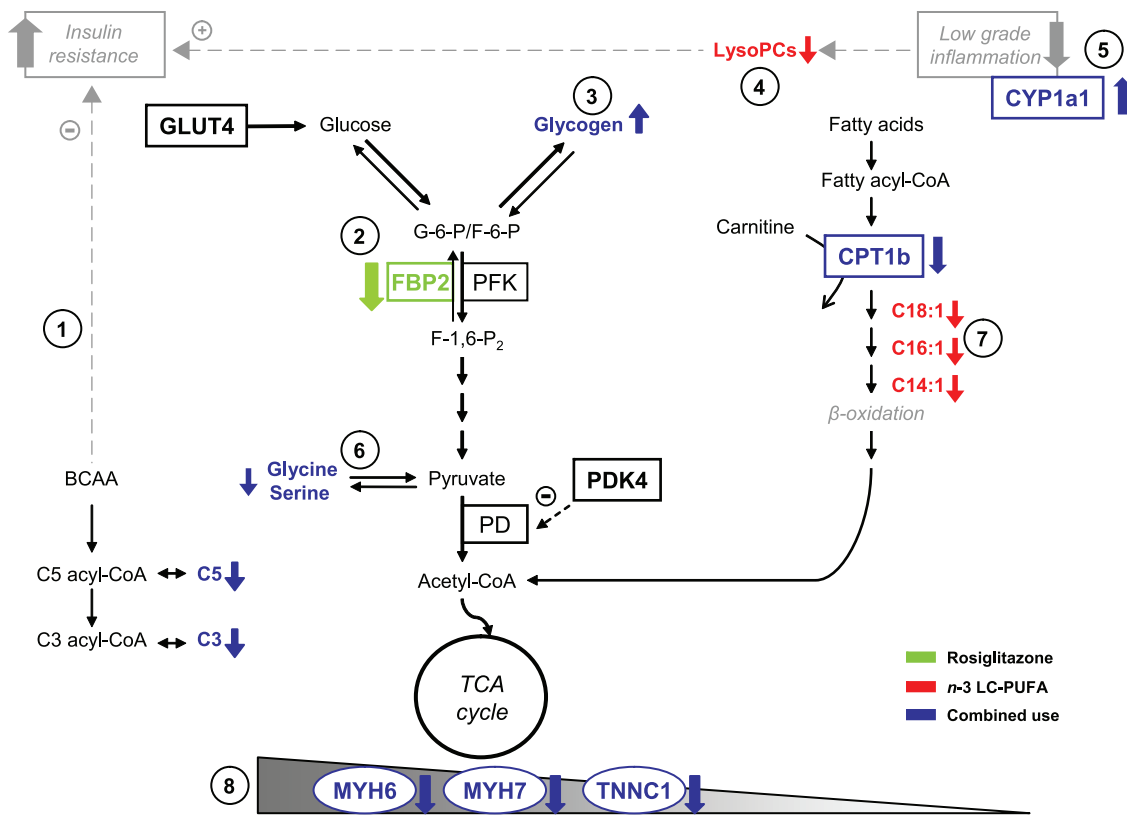 Insulin
resistance
+
LysoPCs
Low grade
inflammation
5
4
CYP1a1
3
GLUT4
Glucose
Glycogen
−
Fatty acids
Fatty acyl-CoA
G-6-P/F-6-P
Carnitine
2
CPT1b
FBP2
PFK
C18:1
1
F-1,6-P2
C16:1
7
C14:1
β-oxidation
6
BCAA
Glycine
Serine
Pyruvate
PDK4
−
PD
C5 acyl-CoA
C5
Acetyl-CoA
C3 acyl-CoA
C3
TCA
cycle
Rosiglitazone
n-3 LC-PUFA
Combined use
8
MYH6
MYH7
TNNC1